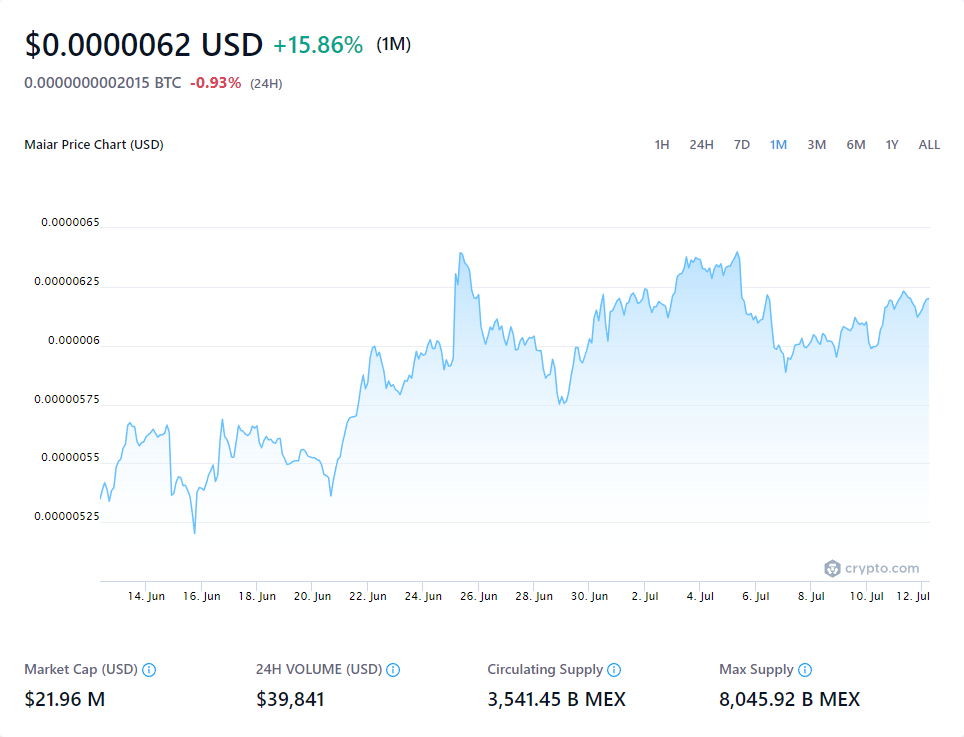 $0.0000062 USD +15.86% (1M)
0.0000000002015 BTC -0.93% (24H)
Maiar Price Chart (USD) 1H 24H 7D 1M 3M 6M 1Y ALL
0.0000065
0.00000625
0.000006
0.00000575
0.0000055
0.00000525
crypto.com
14. Jun 16. Jun 18. Jun 20. Jun 22. Jun 24. Jun 26. Jun 28. Jun 30. Jun 2. Jul 4. Jul 6. Jul 8. Jul 10. Jul 12. Jul
Market Cap (USD) 24H VOLUME (USD) Circulating Supply Max Supply
$21.96 M $39,841 3,541.45 B MEX 8,045.92 B MEX